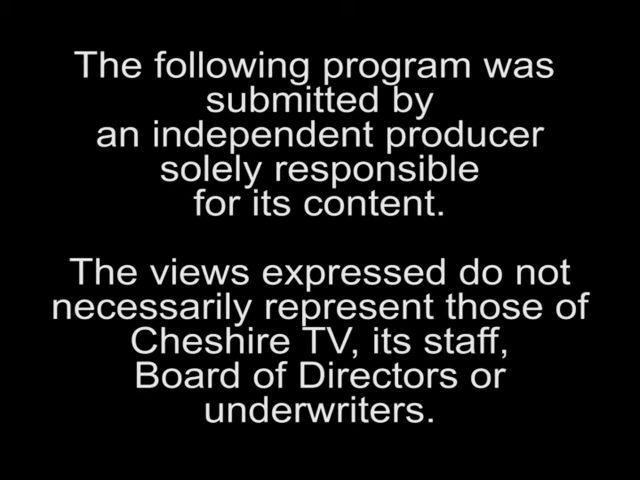 The following program was
submitted by
an independent producer
solely responsible
for its content.
The views expressed do not
necessarily represent those of
Cheshire TV, its staff,
Board of Directors or
underwriters.